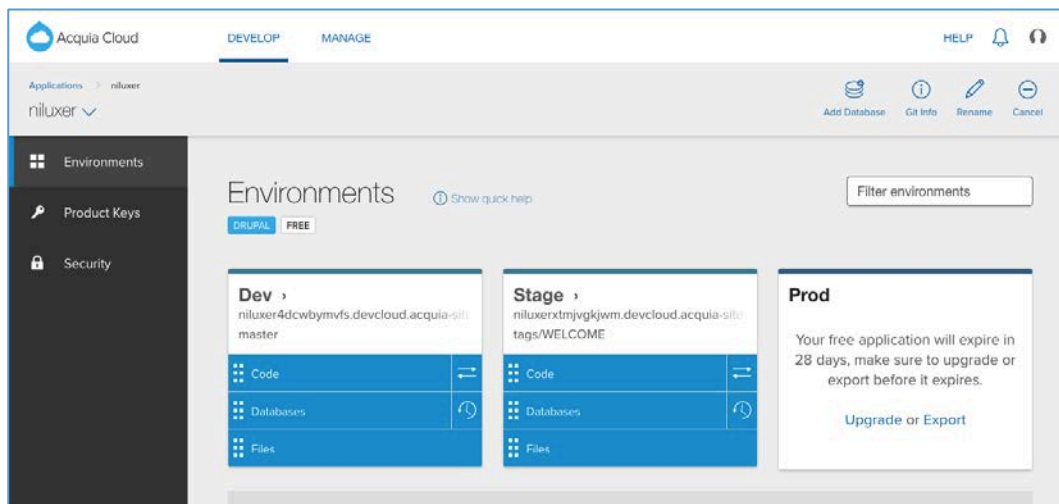 Acquia Cloud
DEVELOP
MANAGE
HELP
Applications > niluxer
niluxer
Add Database
Git Info
Rename
Cancel
Environments
Product Keys
Security
Environments
Show quick help
Filter environments
DRUPAL
FREE
Dev ›
niluxer4dcwbymvfs.devcloud.acquia-sit
master
Code
Databases
Files
Stage ›
niluxerxtmjvgkjwm.devcloud.acquia-site
tags/WELCOME
Code
Databases
Files
Prod
Your free application will expire in
28 days, make sure to upgrade or
export before it expires.
Upgrade or Export